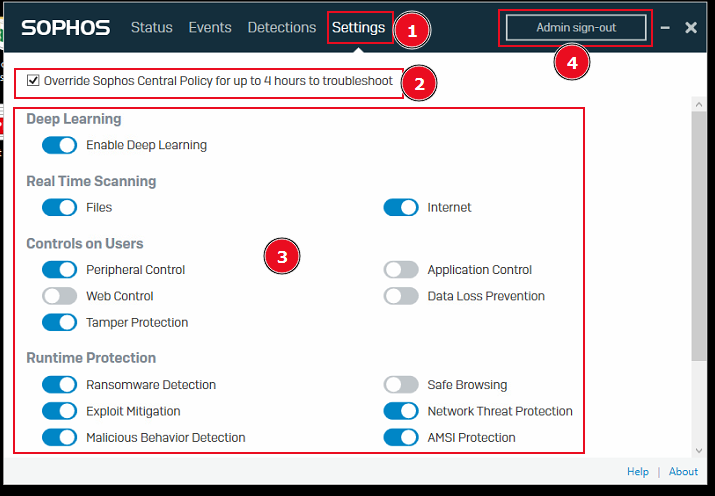 SOPHOS Status Events Detections Settings 1 Admin sign-out
4
Override Sophos Central Policy for up to 4 hours to troubleshoot 2
Deep Learning
Enable Deep Learning
Real Time Scanning
Files Internet
Controls on Users
3
Peripheral Control Application Control
Web Control Data Loss Prevention
Tamper Protection
Runtime Protection
Ransomware Detection Safe Browsing
Exploit Mitigation Network Threat Protection
Malicious Behavior Detection AMSI Protection
Help | About